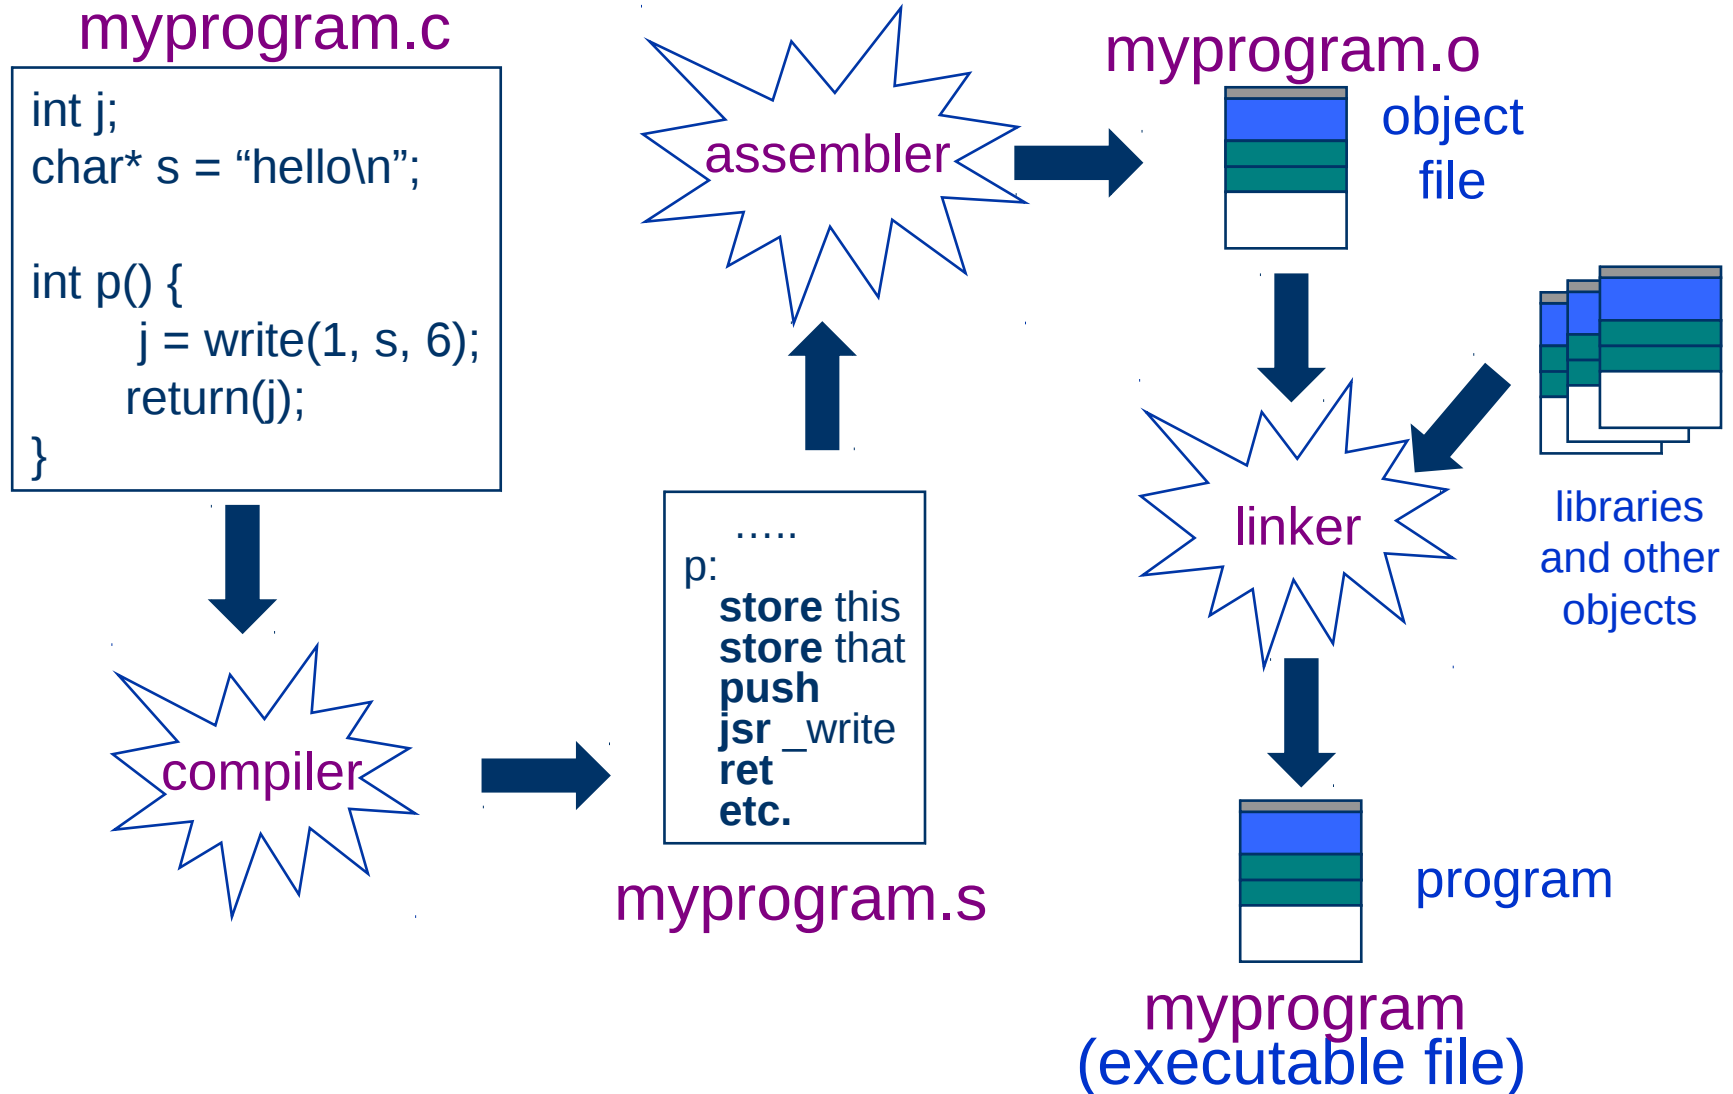 myprogram.c
int j;
char* s = “hello\n”;
int p() {
j = write(1, s, 6);
return(j);
}
compiler
.....
p:
store this
store that
push
jsr _write
ret
etc.
myprogram.s
assembler
myprogram.o
object
file
libraries
and other
objects
linker
program
myprogram
(executable file)